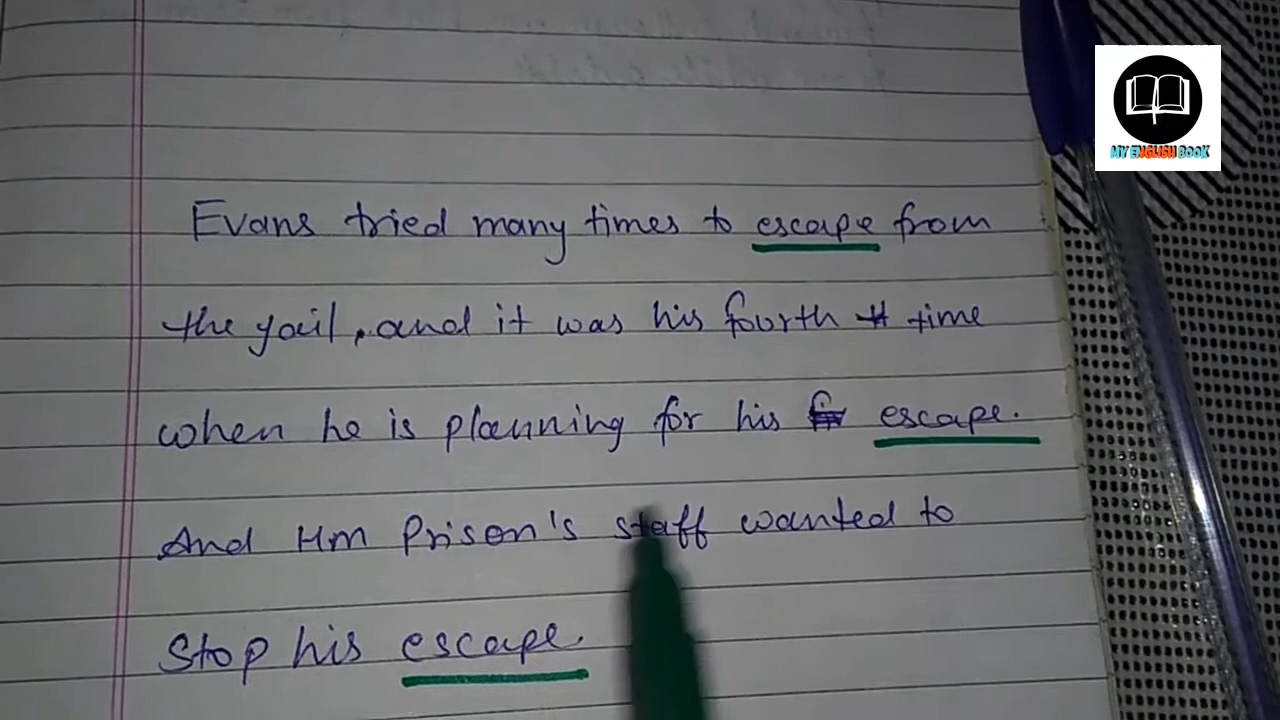 MY ENGLISH BOOK
Evans tried many times to escape from
the yail, and it was his fourth time
when he is planning for his escape.
And Hm Prison's staff wanted to
Stop his escape.